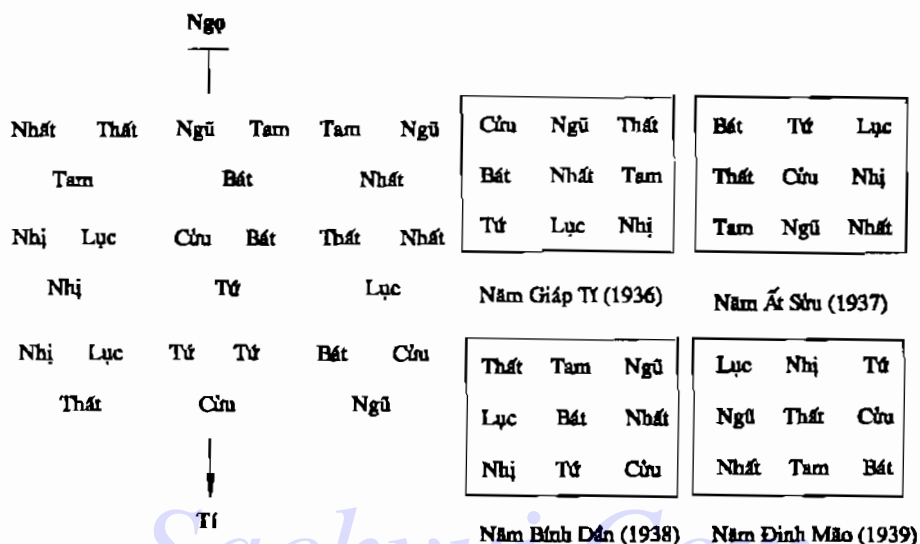 Ngọ
Nhất Thất Ngũ Tam Tam Ngũ
Tam Bát Nhất
Nhị Lục Cửu Bát Thất Nhất
Nhị Tứ Lục
Nhị Lục Tứ Tứ Bát Cửu
Thất Cửu Ngũ
Tí
Cửu Ngũ Thất
Bát Nhất Tam
Tứ Lục Nhị
Năm Giáp Tí (1936)
Bát Tứ Lục
Thất Cửu Nhị
Tam Ngũ Nhất
Năm Ất Sửu (1937)
Thất Tam Ngũ
Lục Bát Nhất
Nhị Tứ Cửu
Năm Bính Dần (1938)
Lục Nhị Tứ
Ngũ Thất Cửu
Nhất Tam Bát
Năm Đinh Mão (1939)